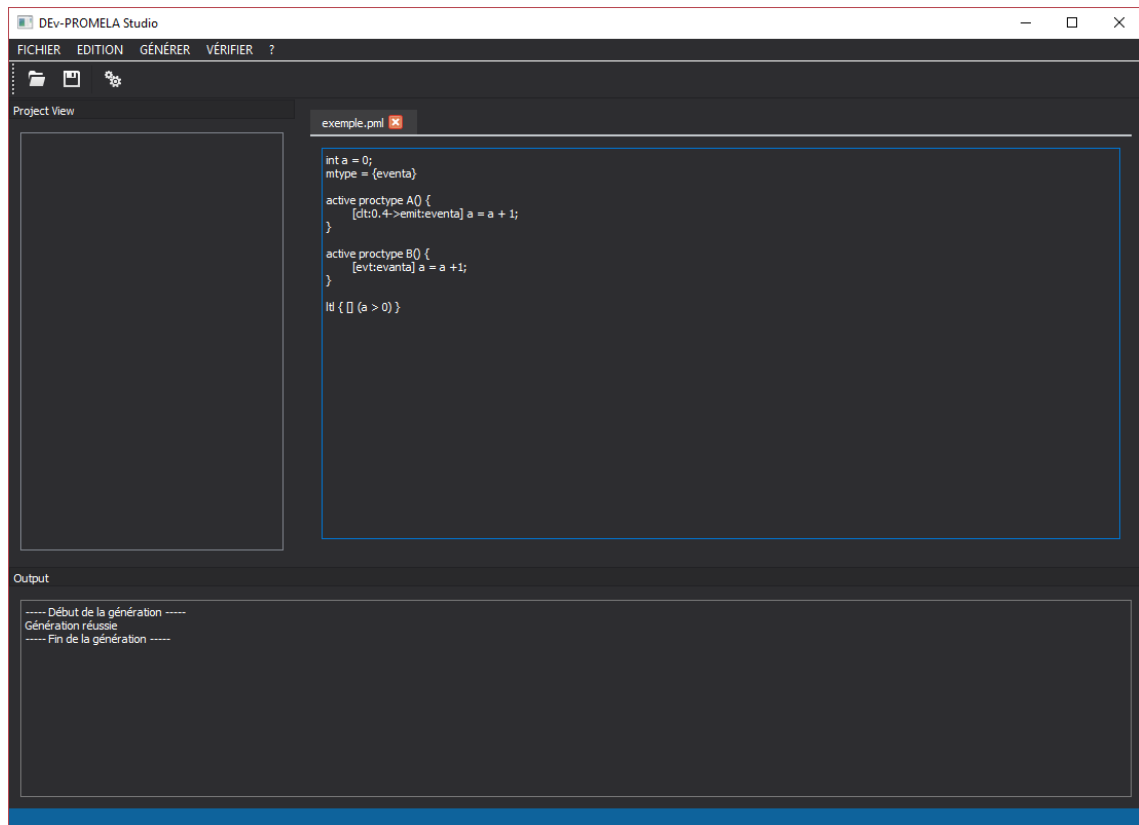 DEv-PROMELA Studio
FICHIER EDITION GÉNÉRER VÉRIFIER ?
Project View
exemple.pml
int a = 0;
mtype = {eventa}
active proctype A() {
[clt:0.4->emit:eventa] a = a + 1;
}
active proctype B() {
[evt:evanta] a = a +1;
}
ltl { [] (a > 0) }
Output
----- Début de la génération -----
Génération réussie
----- Fin de la génération -----